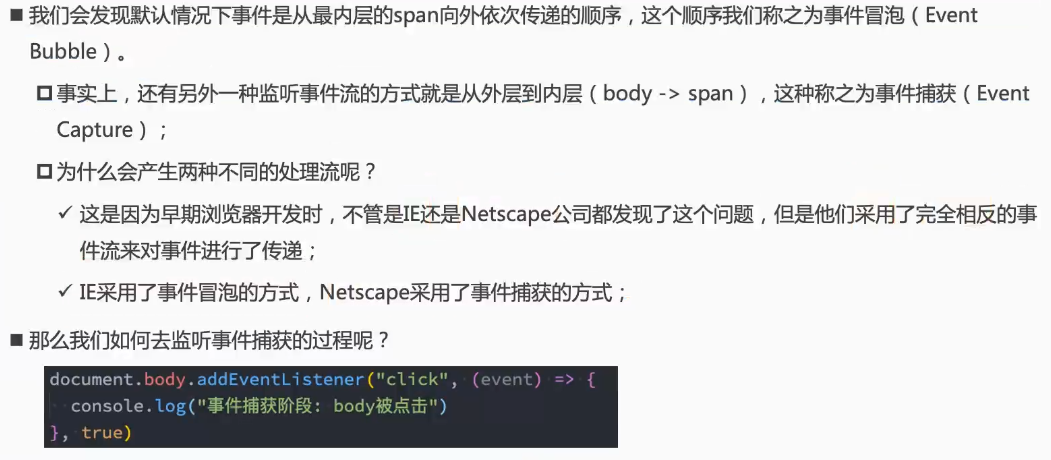 我们会发现默认情况下事件是从最内层的span向外依次传递的顺序，这个顺序我们称之为事件冒泡（Event
Bubble）。
事实上，还有另外一种监听事件流的方式就是从外层到内层（body -> span），这种称之为事件捕获（Event
Capture）；
为什么会产生两种不同的处理流呢？
这是因为早期浏览器开发时，不管是IE还是Netscape公司都发现了这个问题，但是他们采用了完全相反的事
件流来对事件进行了传递；
IE采用了事件冒泡的方式，Netscape采用了事件捕获的方式；
那么我们如何去监听事件捕获的过程呢？
document.body.addEventListener("click", (event) => {
  console.log("事件捕获阶段: body被点击")
}, true)